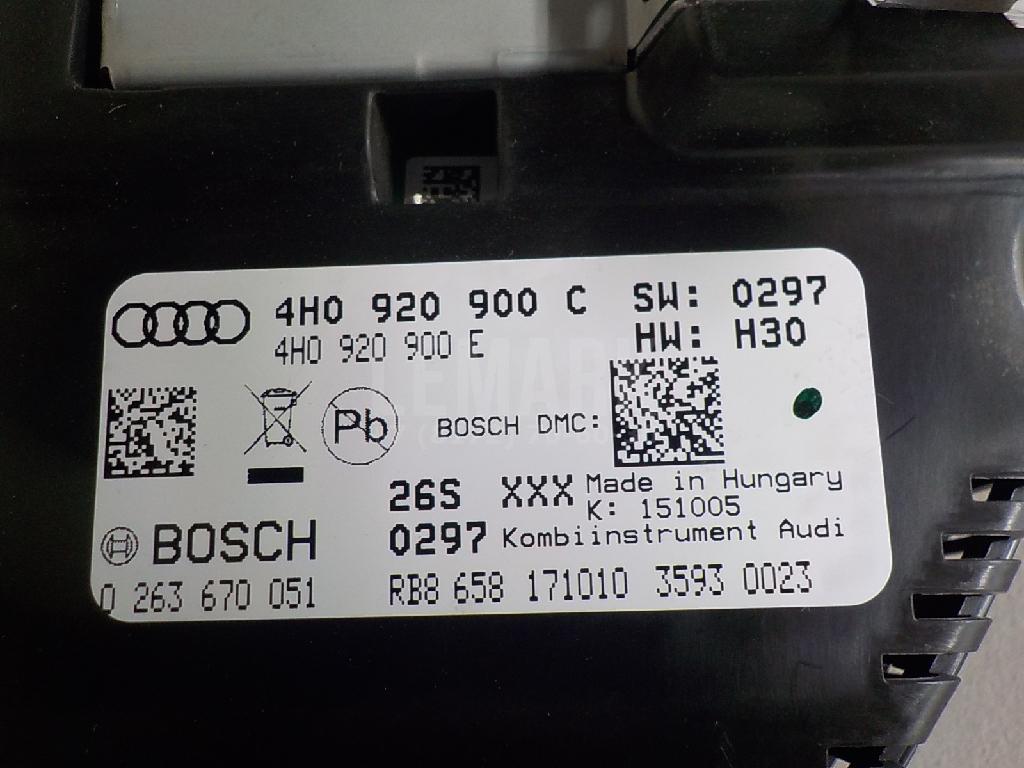 4H0 920 900 C SW: 0297
4H0 920 900 E HW: H30
Pb BOSCH DMC:
26S XXX Made in Hungary
K: 151005
BOSCH 0297 Kombiinstrument Audi
0 263 670 051 RB8 658 171010 3593 0023